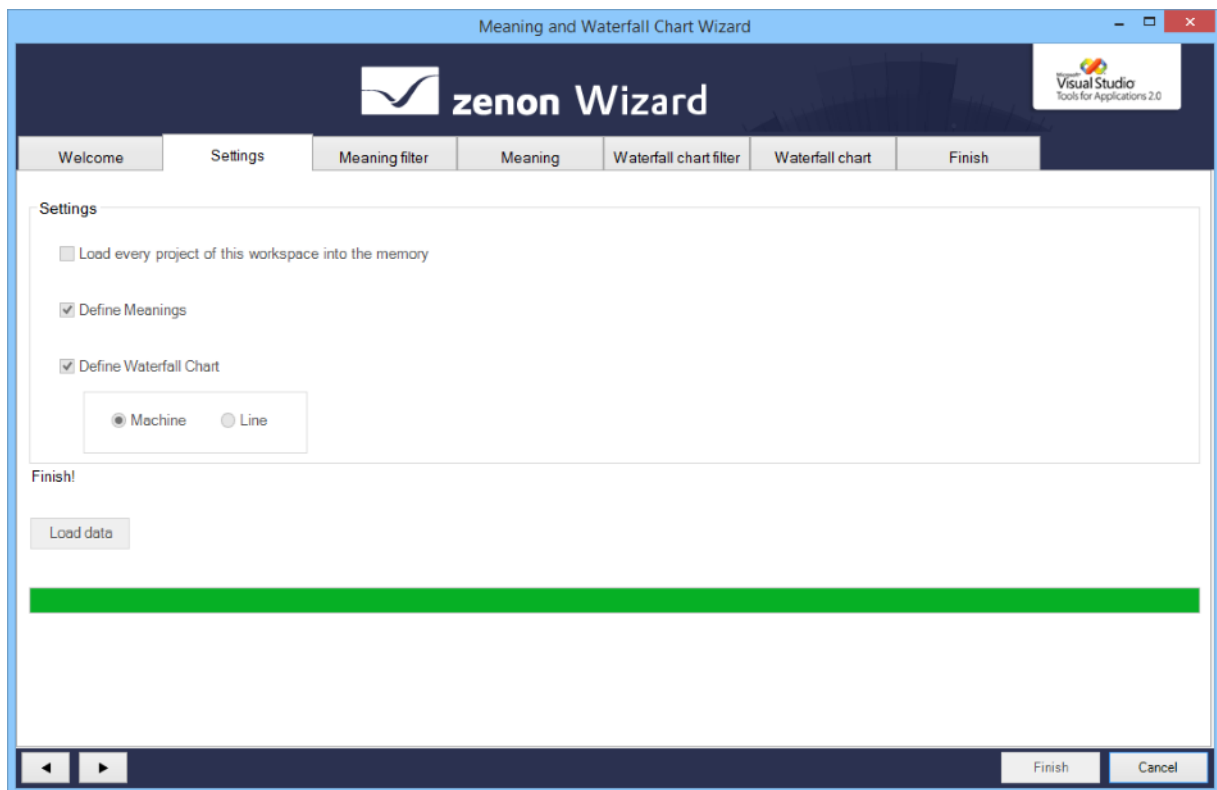 Meaning and Waterfall Chart Wizard
zenon Wizard
Microsoft
Visual Studio
Tools for Applications 2.0
Welcome Settings Meaning filter Meaning Waterfall chart filter Waterfall chart Finish
Settings
Load every project of this workspace into the memory
Define Meanings
Define Waterfall Chart
Machine Line
Finish!
Load data
Finish Cancel